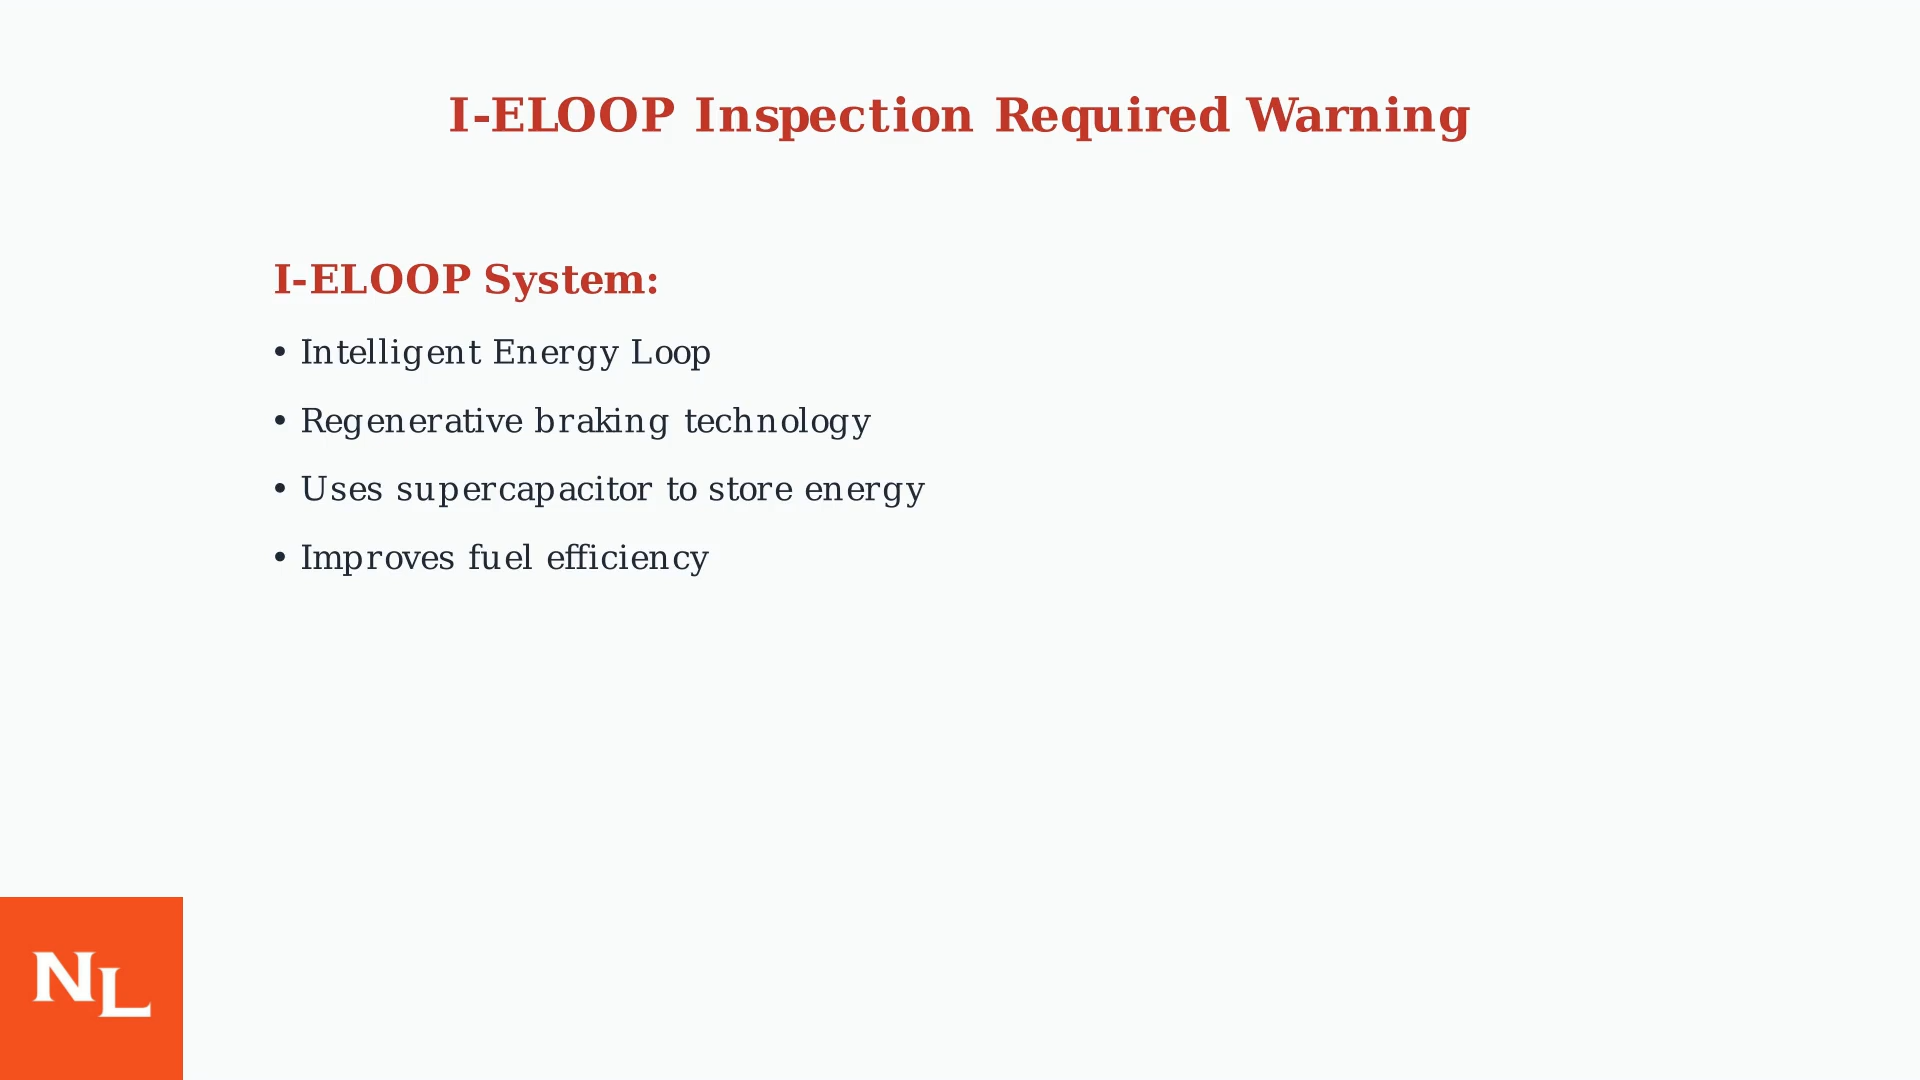 I-ELOOP Inspection Required Warning
I-ELOOP System:
• Intelligent Energy Loop
• Regenerative braking technology
• Uses supercapacitor to store energy
• Improves fuel efficiency
NL